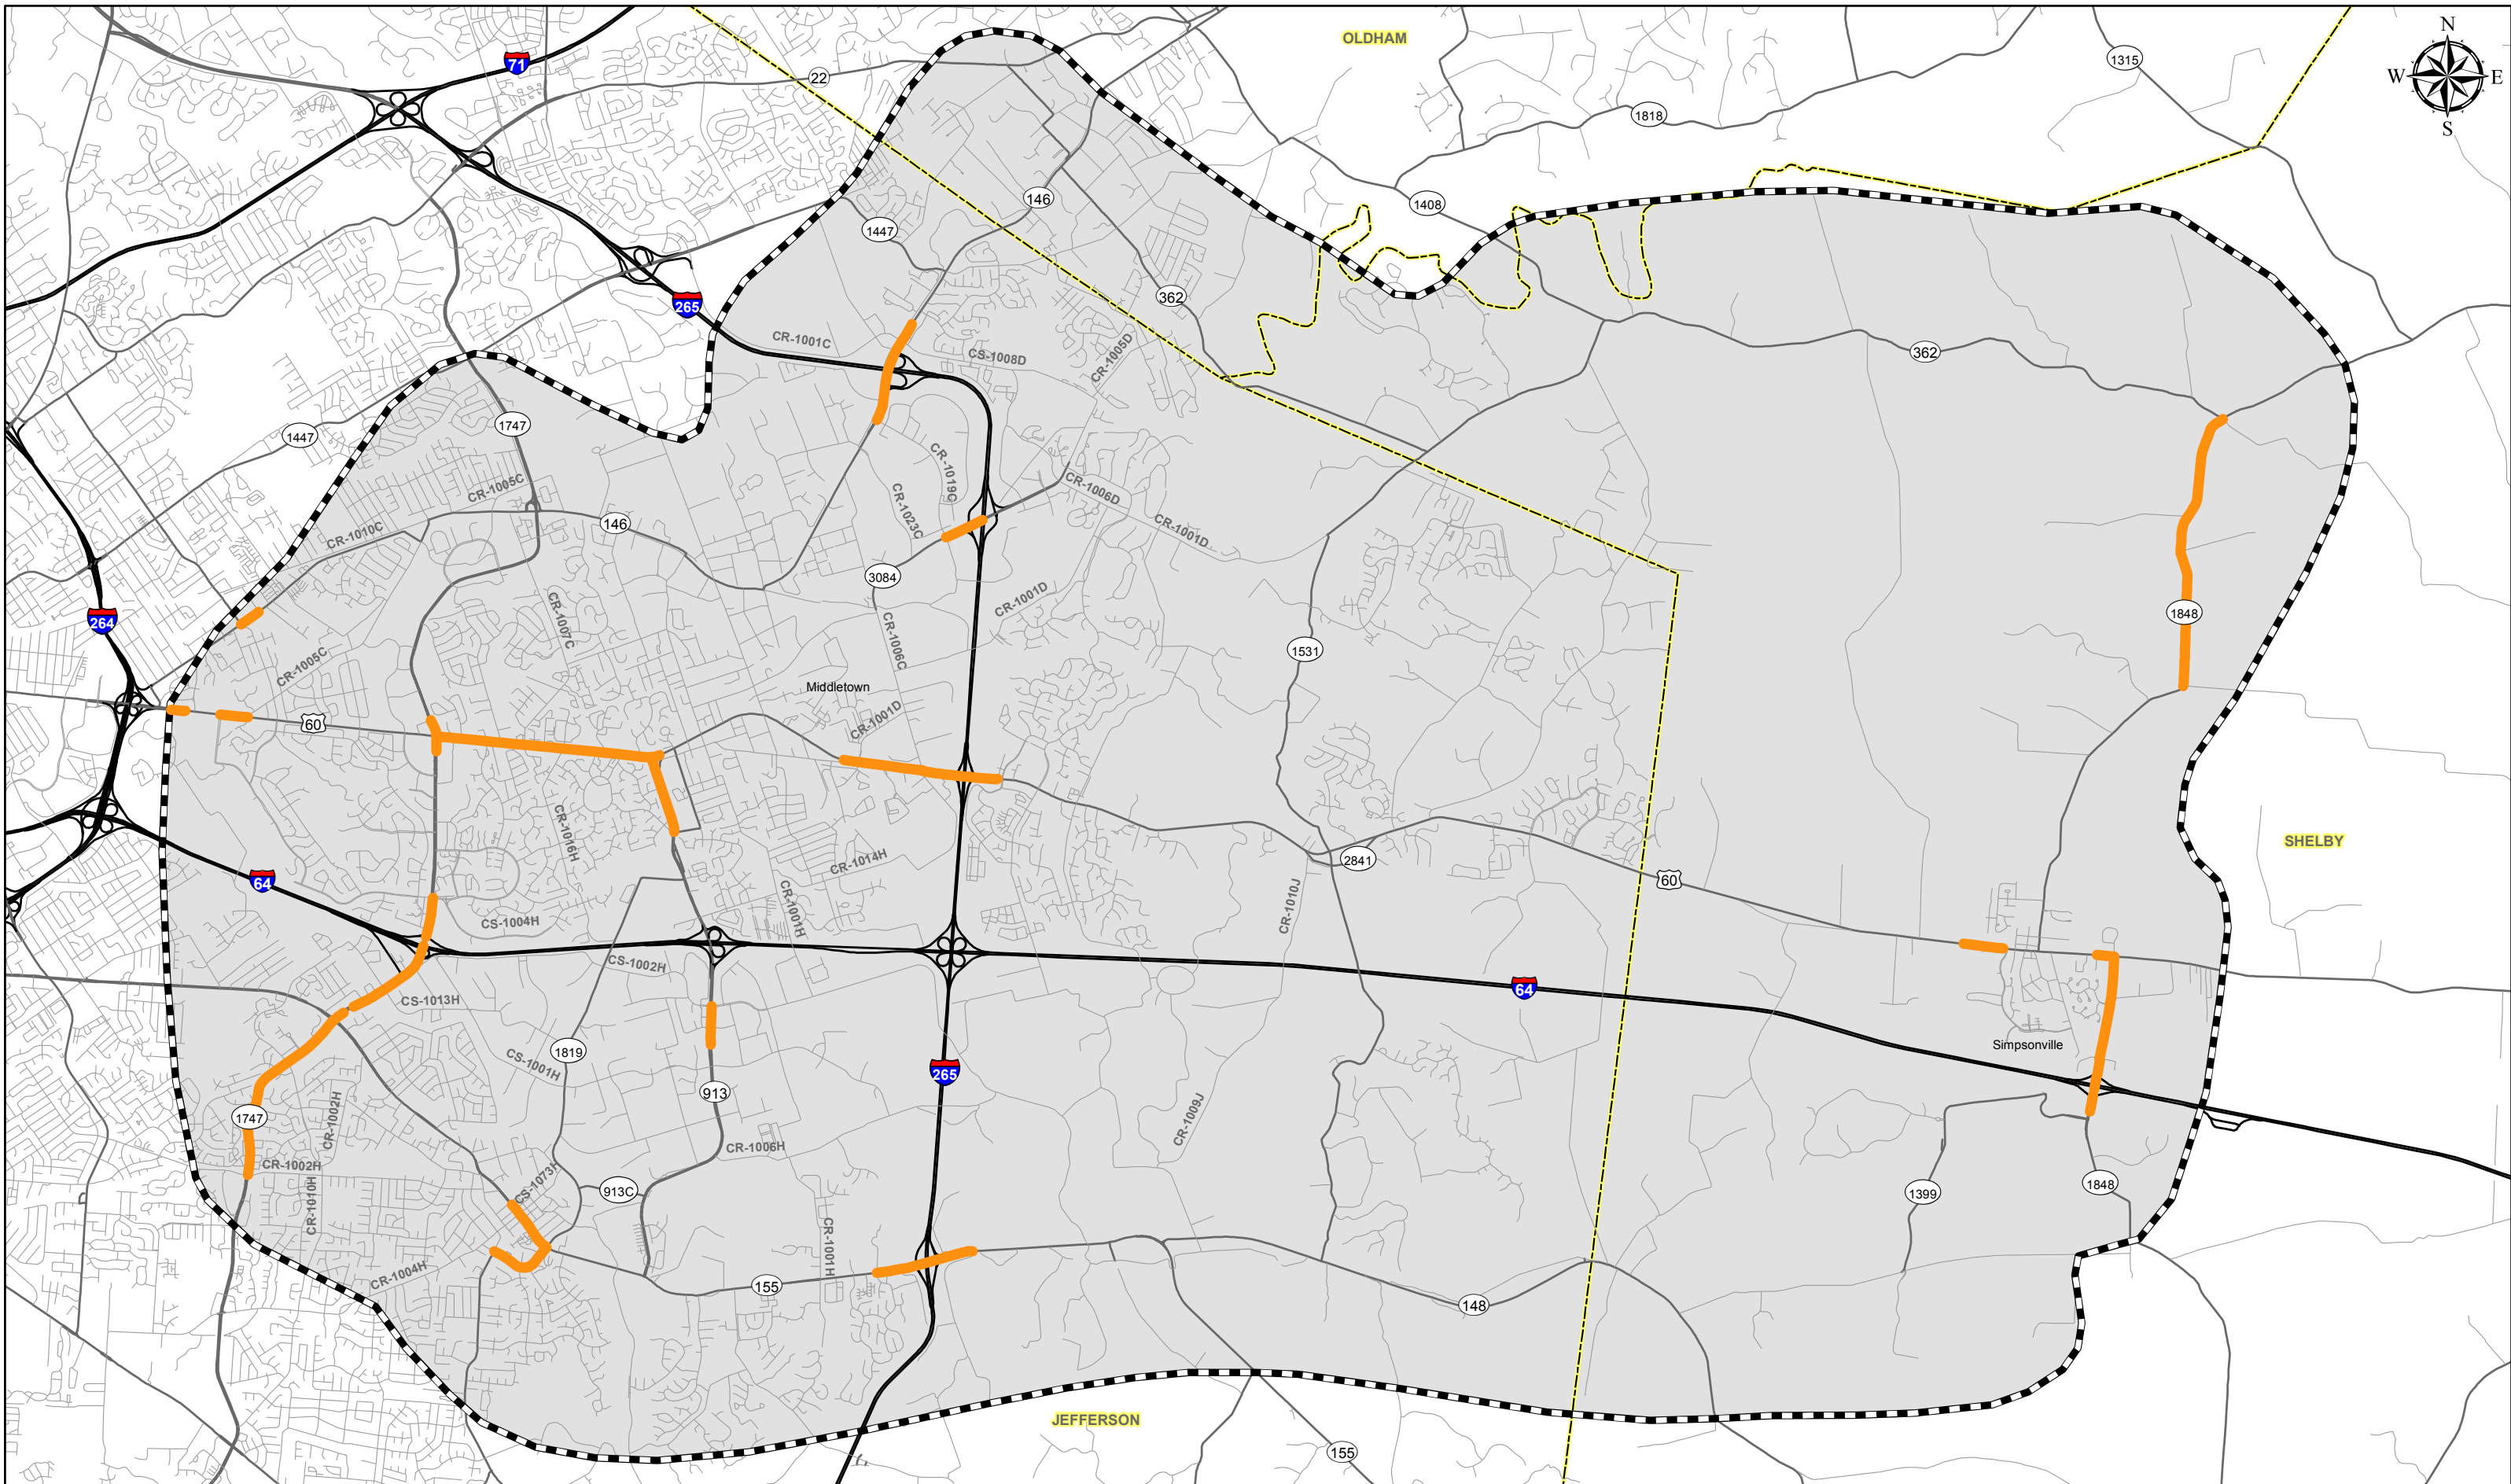 OLDHAM
N
W
E
S
71
22
1315
1818
146
1408
1447
265
362
CR-1001C
CS-1008D
CR-1005D
362
1747
1447
CR-1019C
CR-1005C
CR-1006D
CR-1023C
146
CR-1010C
CR-1001D
3084
CR-1001D
CR-1007C
264
1848
CR-1006C
1531
CR-1005C
Middletown
60
CR-1001D
CR-1016H
SHELBY
2841
CR-1014H
60
64
CR-1001H
CR-1010J
CS-1004H
CS-1002H
64
CS-1013H
Simpsonville
1819
CS-1001H
265
913
1747
CR-1002H
CR-1009J
CR-1006H
CR-1002H
CS-1073H
913C
1848
1399
CR-1010H
CR-1001H
CR-1004H
155
148
JEFFERSON
155